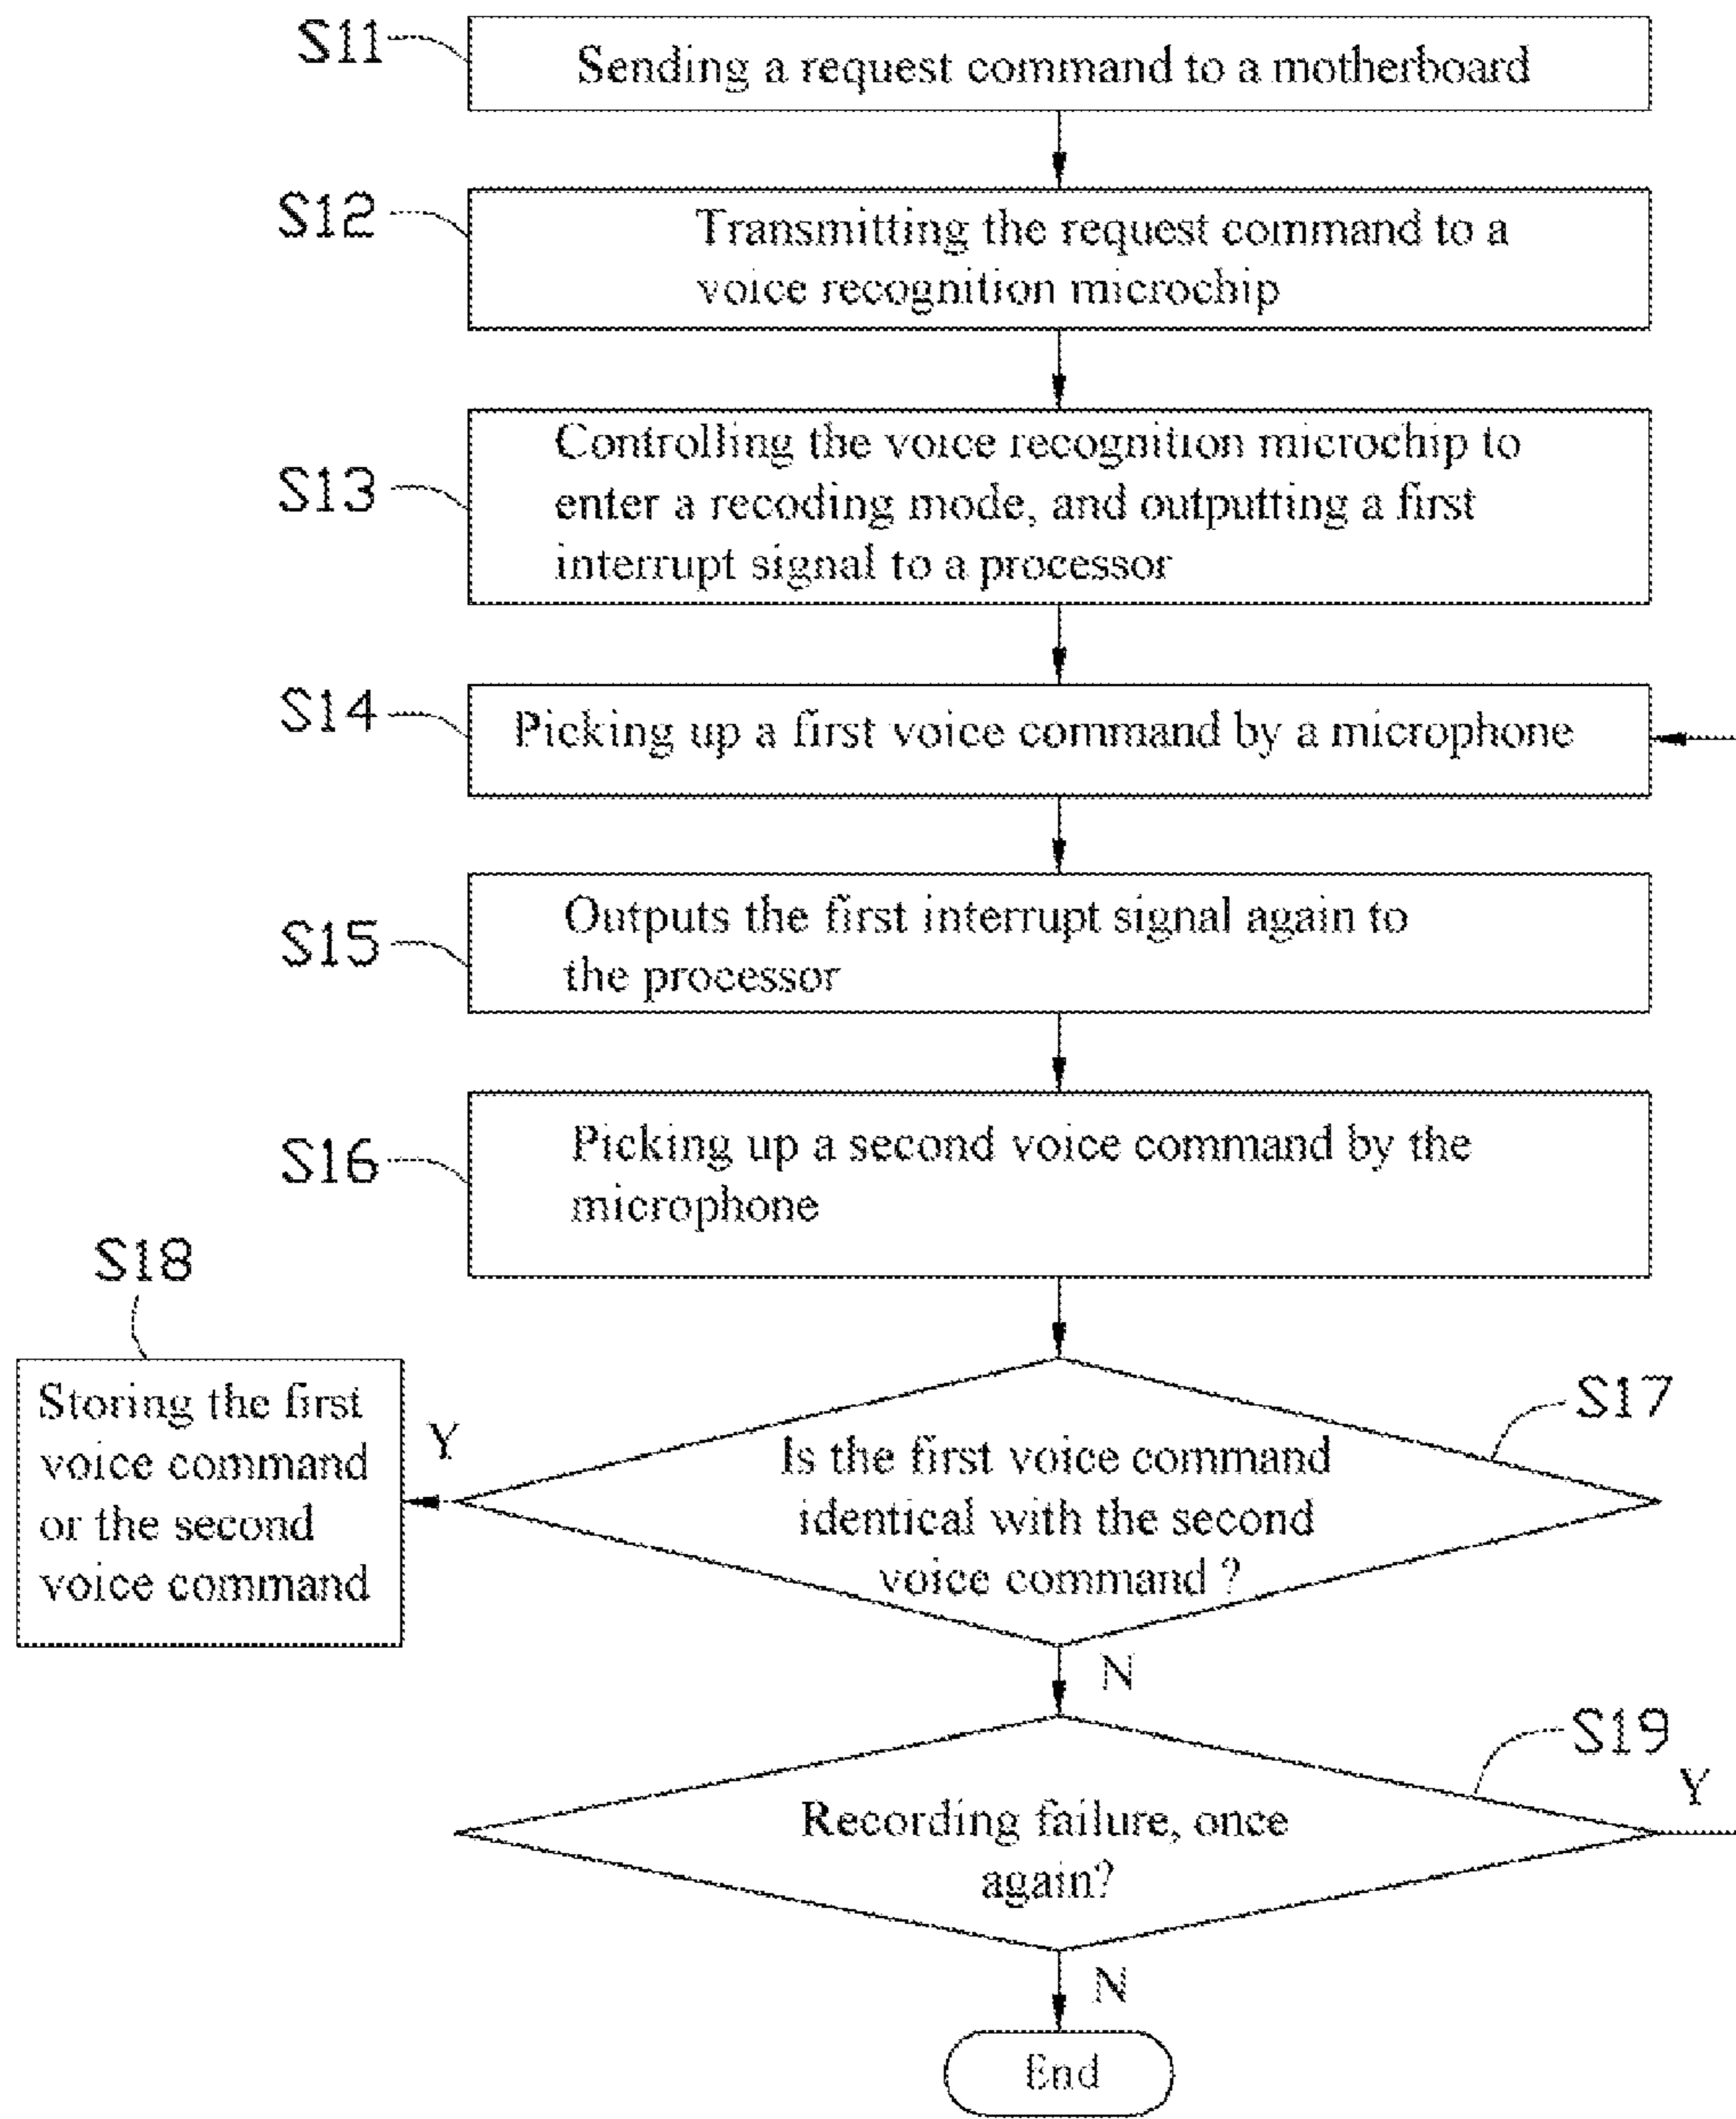 S11
Sending a request command to a motherboard
S12
Transmitting the request command to a
voice recognition microchip
S13
Controlling the voice recognition microchip to
enter a recoding mode, and outputting a first
interrupt signal to a processor
S14
Picking up a first voice command by a microphone
S15
Outputs the first interrupt signal again to
the processor
S16
Picking up a second voice command by the
microphone
S18
Storing the first
voice command
or the second
voice command
Y
S17
Is the first voice command
identical with the second
voice command ?
N
S19
Recording failure, once
again?
Y
N
End